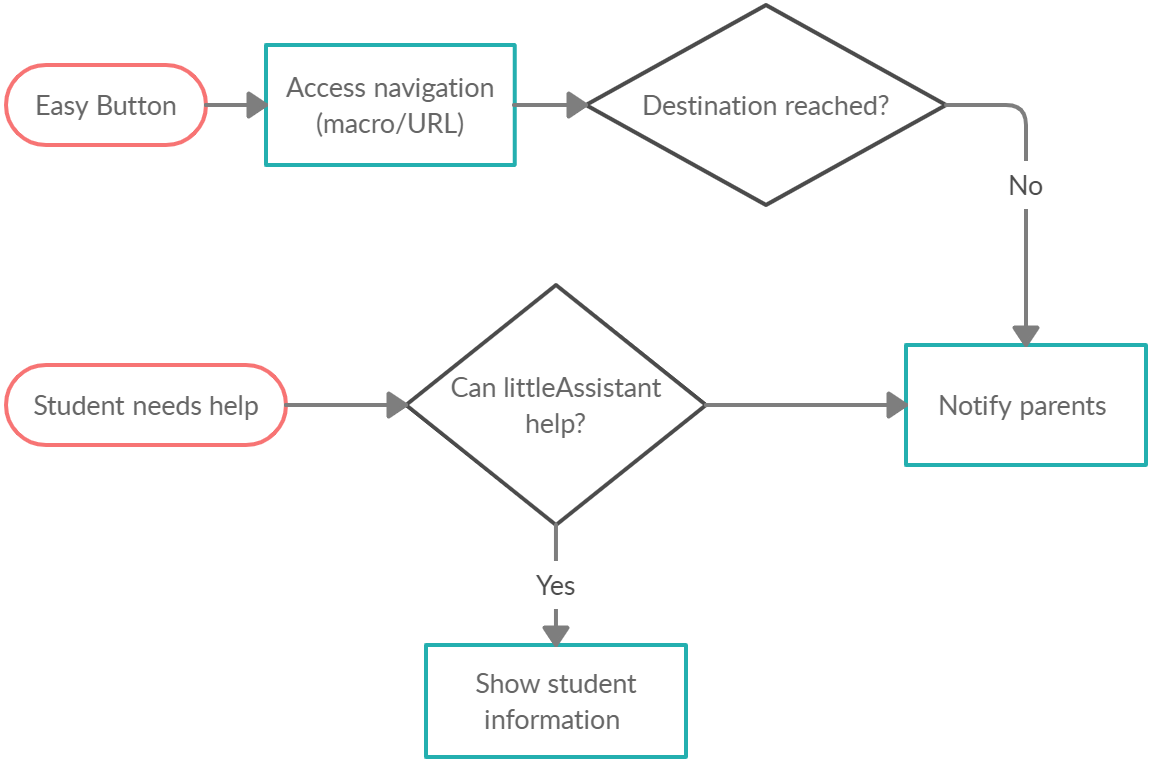 Easy Button
Access navigation
(macro/URL)
Destination reached?
No
Student needs help
Can littleAssistant
help?
Notify parents
Yes
Show student
information